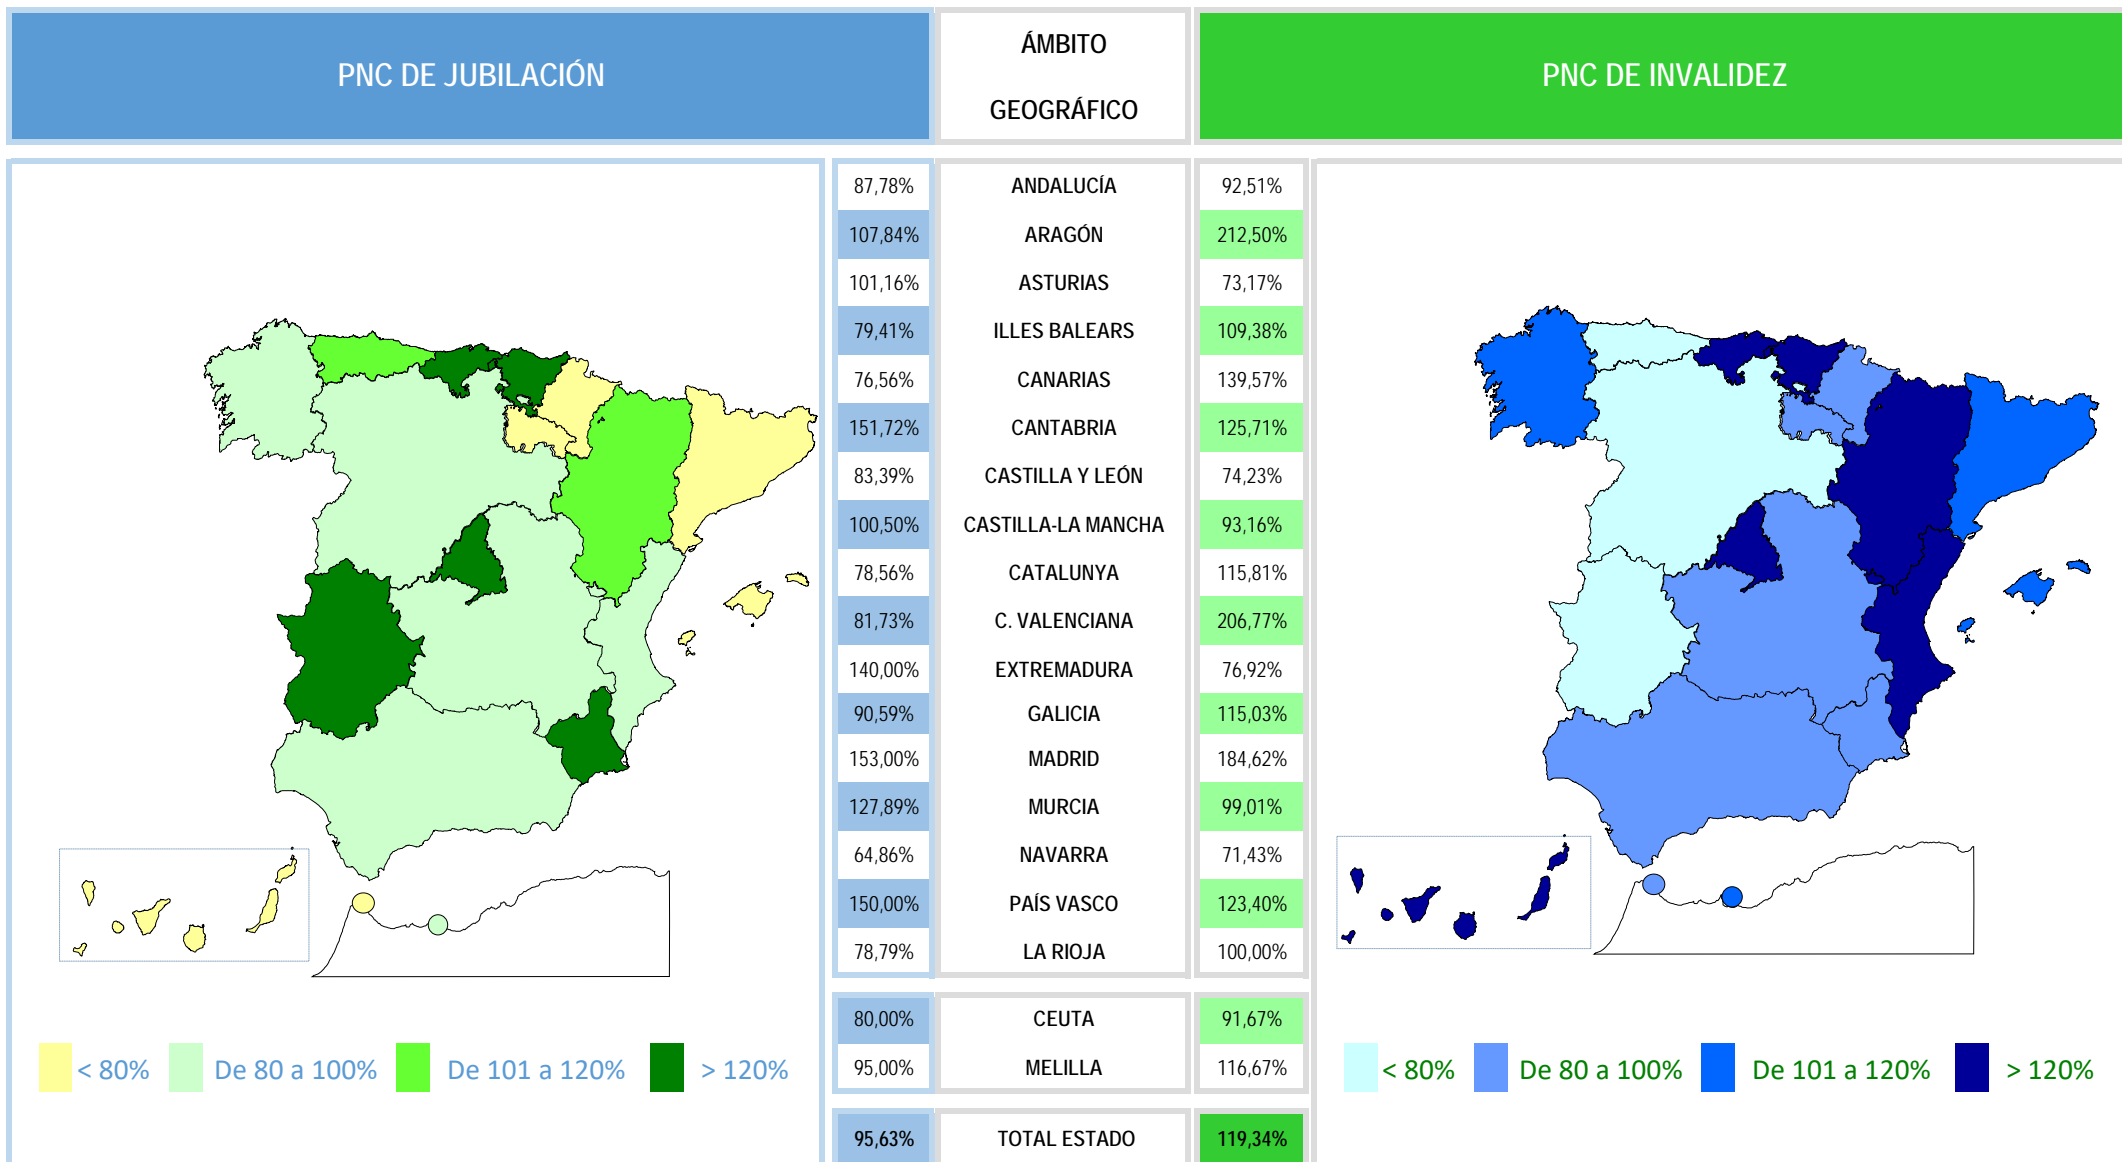 PNC DE JUBILACIÓN
ÁMBITO
GEOGRÁFICO
PNC DE INVALIDEZ
87,78% ANDALUCÍA 92,51%
107,84% ARAGÓN 212,50%
101,16% ASTURIAS 73,17%
79,41% ILLES BALEARS 109,38%
76,56% CANARIAS 139,57%
151,72% CANTABRIA 125,71%
83,39% CASTILLA Y LEÓN 74,23%
100,50% CASTILLA-LA MANCHA 93,16%
78,56% CATALUNYA 115,81%
81,73% C. VALENCIANA 206,77%
140,00% EXTREMADURA 76,92%
90,59% GALICIA 115,03%
153,00% MADRID 184,62%
127,89% MURCIA 99,01%
64,86% NAVARRA 71,43%
150,00% PAÍS VASCO 123,40%
78,79% LA RIOJA 100,00%
80,00% CEUTA 91,67%
95,00% MELILLA 116,67%
95,63% TOTAL ESTADO 119,34%
< 80% De 80 a 100% De 101 a 120% > 120%
< 80% De 80 a 100% De 101 a 120% > 120%